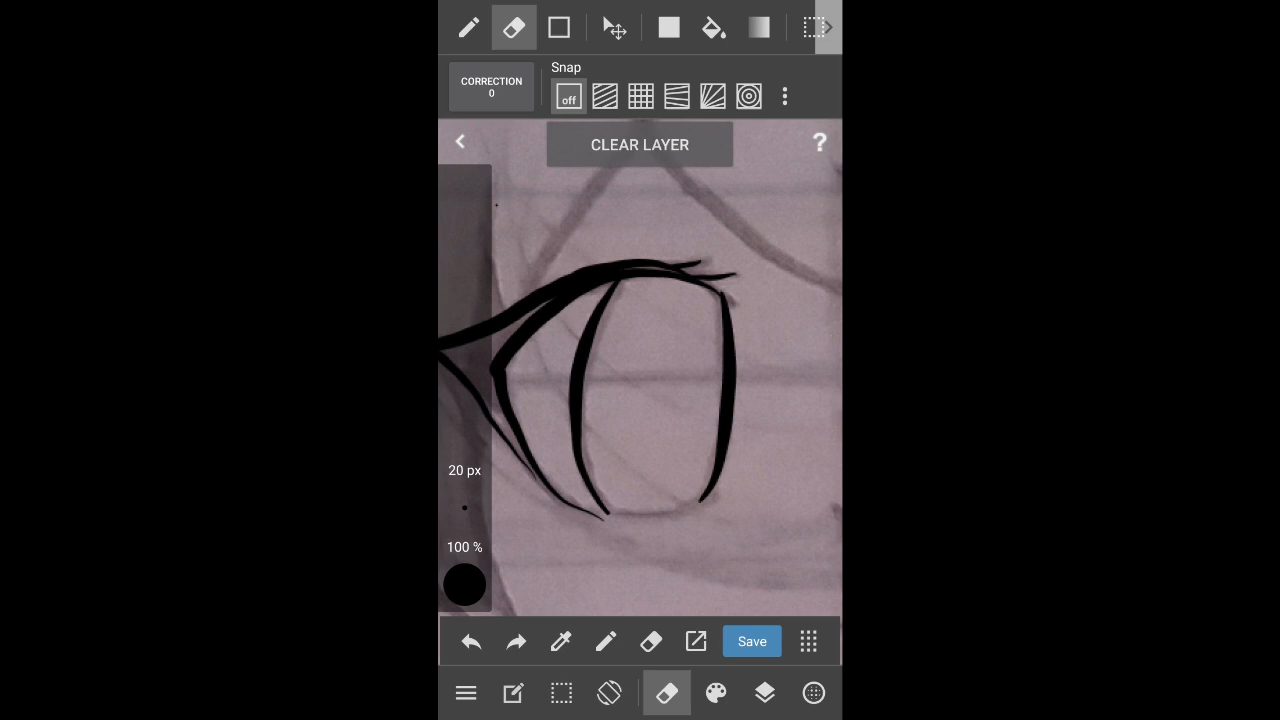 CORRECTION
0
Snap
off
CLEAR LAYER
?
20 px
100 %
Save